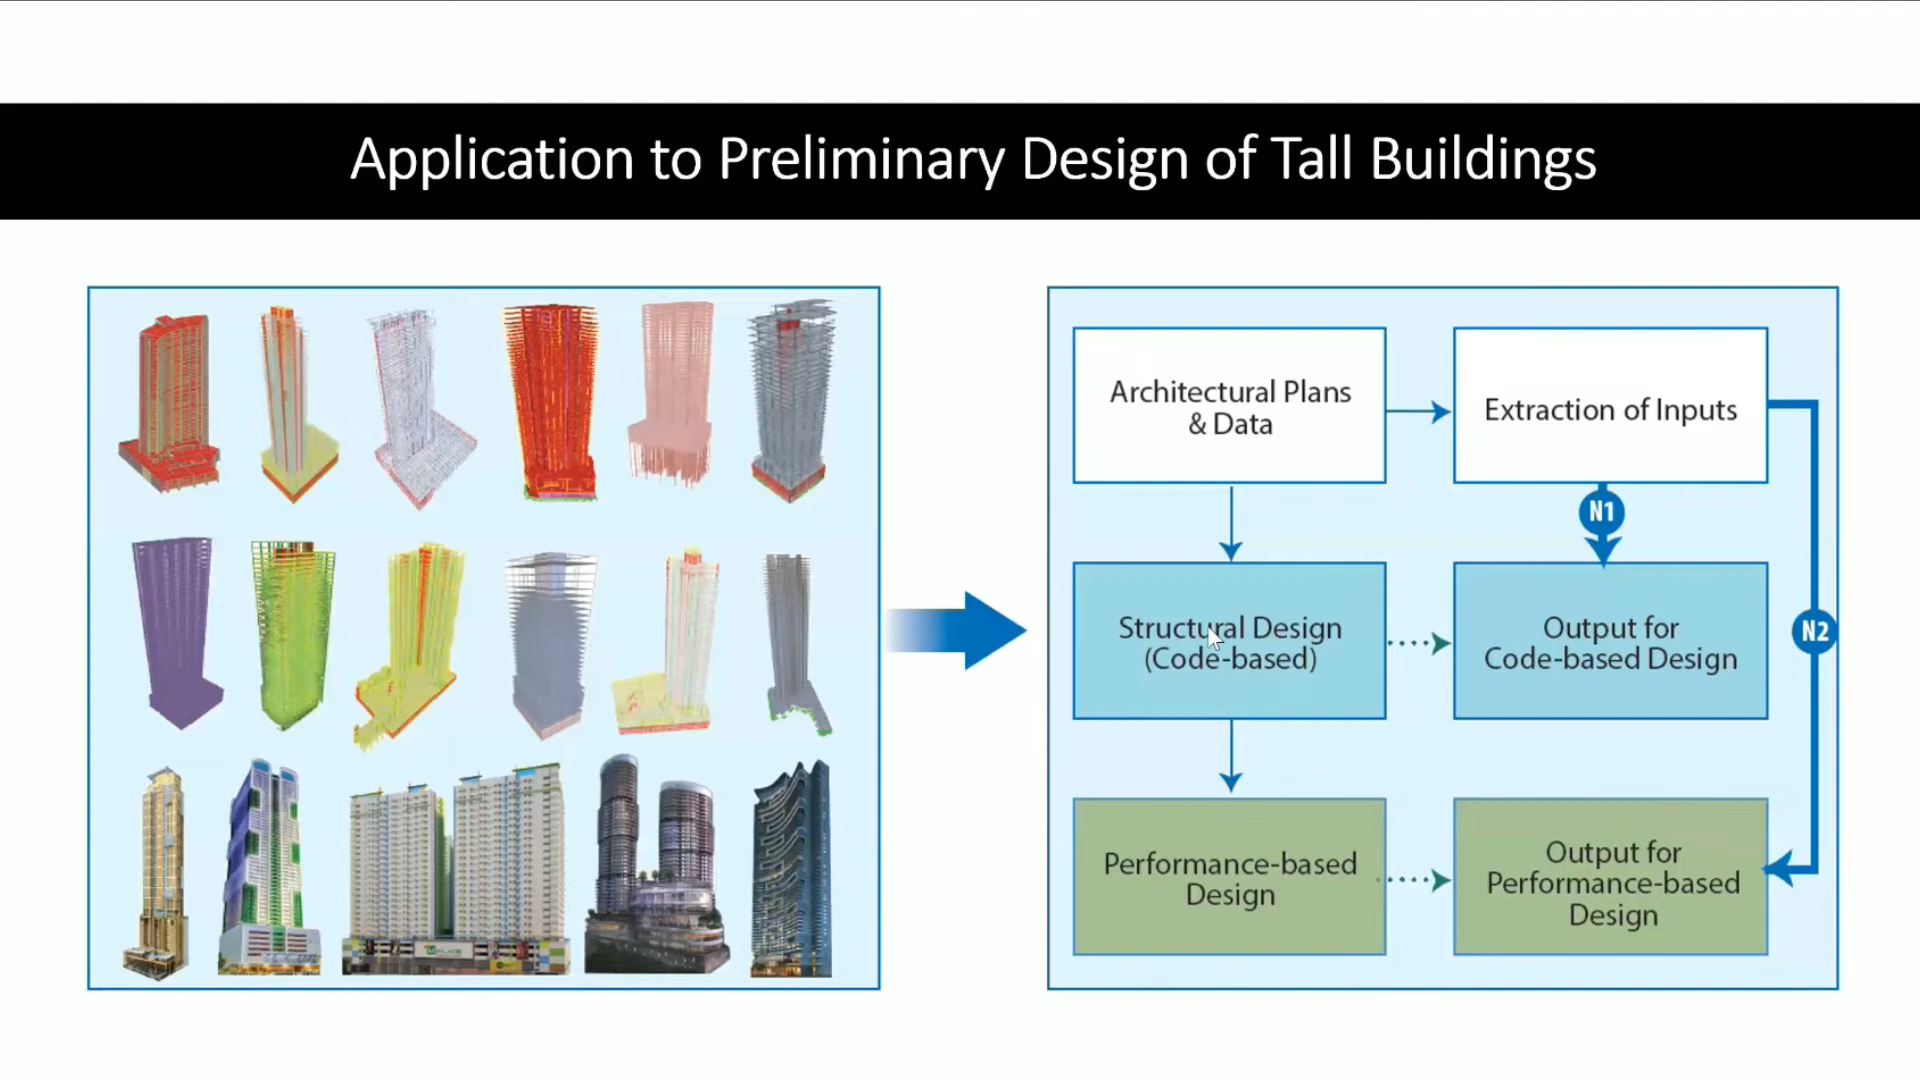 Application to Preliminary Design of Tall Buildings
Architectural Plans
& Data
Extraction of Inputs
N1
Structural Design
(Code-based)
Output for
Code-based Design
N2
Performance-based
Design
Output for
Performance-based
Design